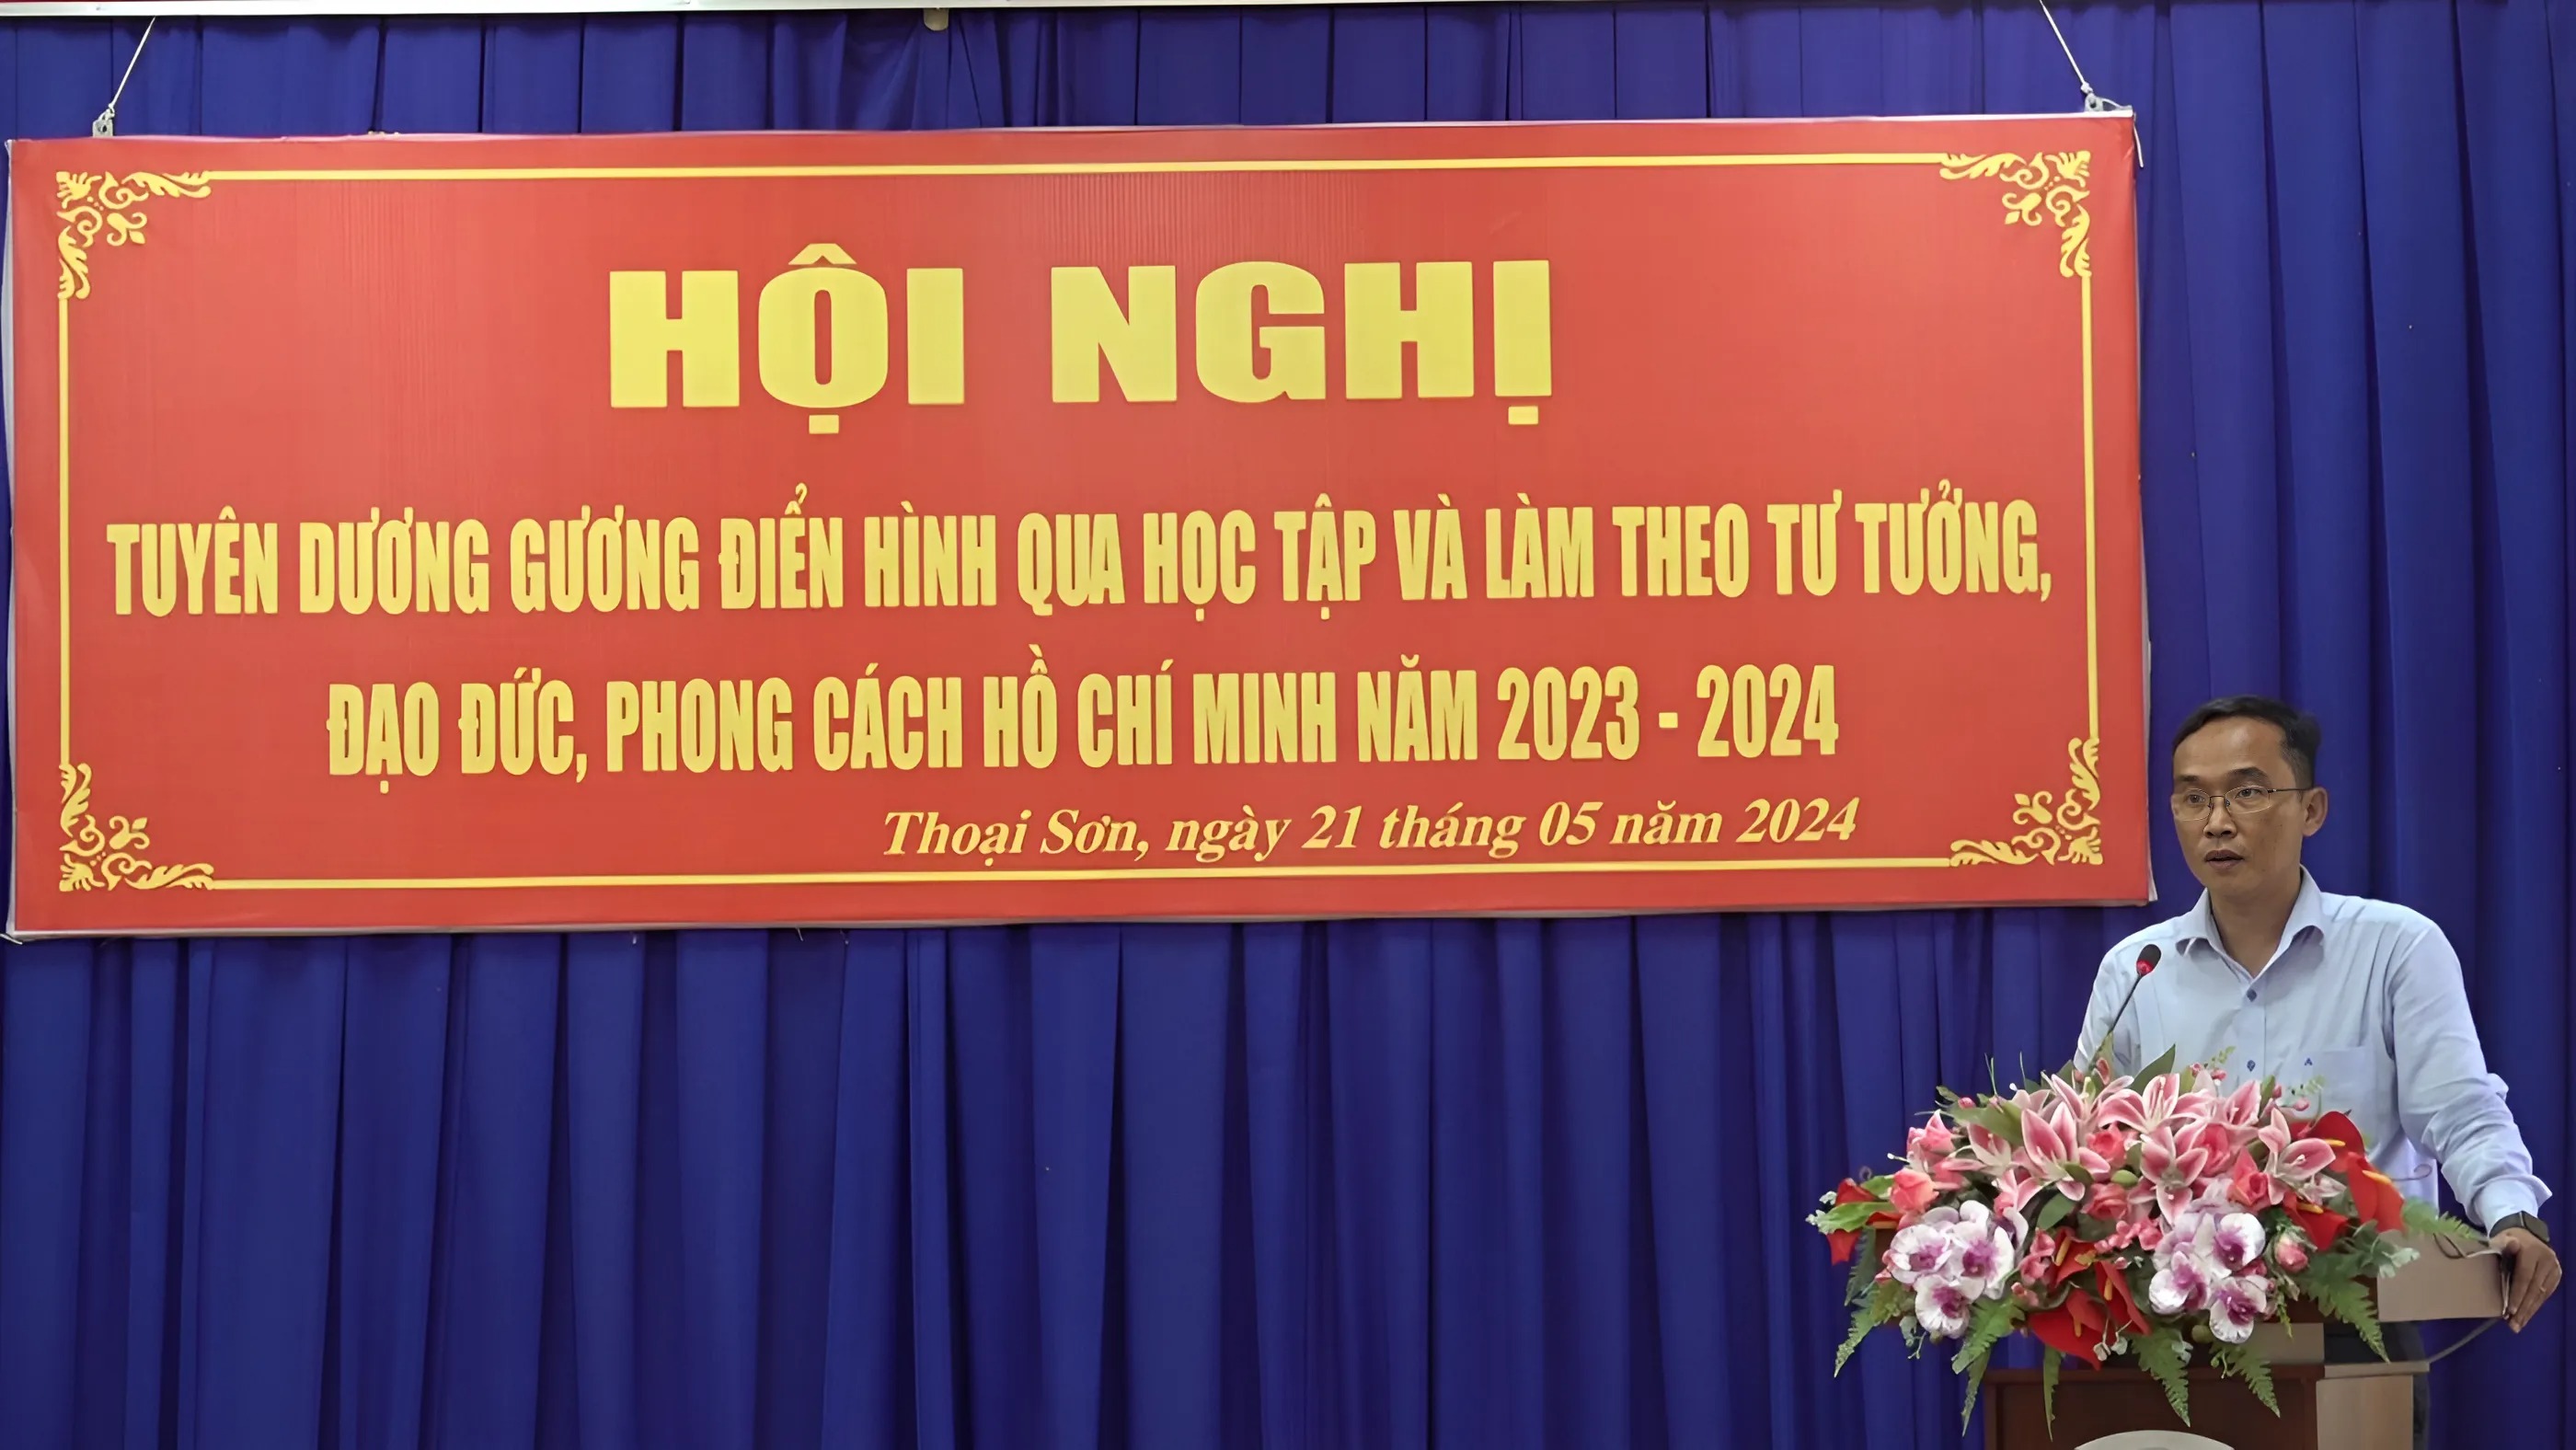 HỘI NGHỊ
TUYÊN DƯƠNG GƯƠNG ĐIỂN HÌNH QUA HỌC TẬP VÀ LÀM THEO TƯ TƯỞNG,
ĐẠO ĐỨC, PHONG CÁCH HỒ CHÍ MINH NĂM 2023 - 2024
Thoại Sơn, ngày 21 tháng 05 năm 2024